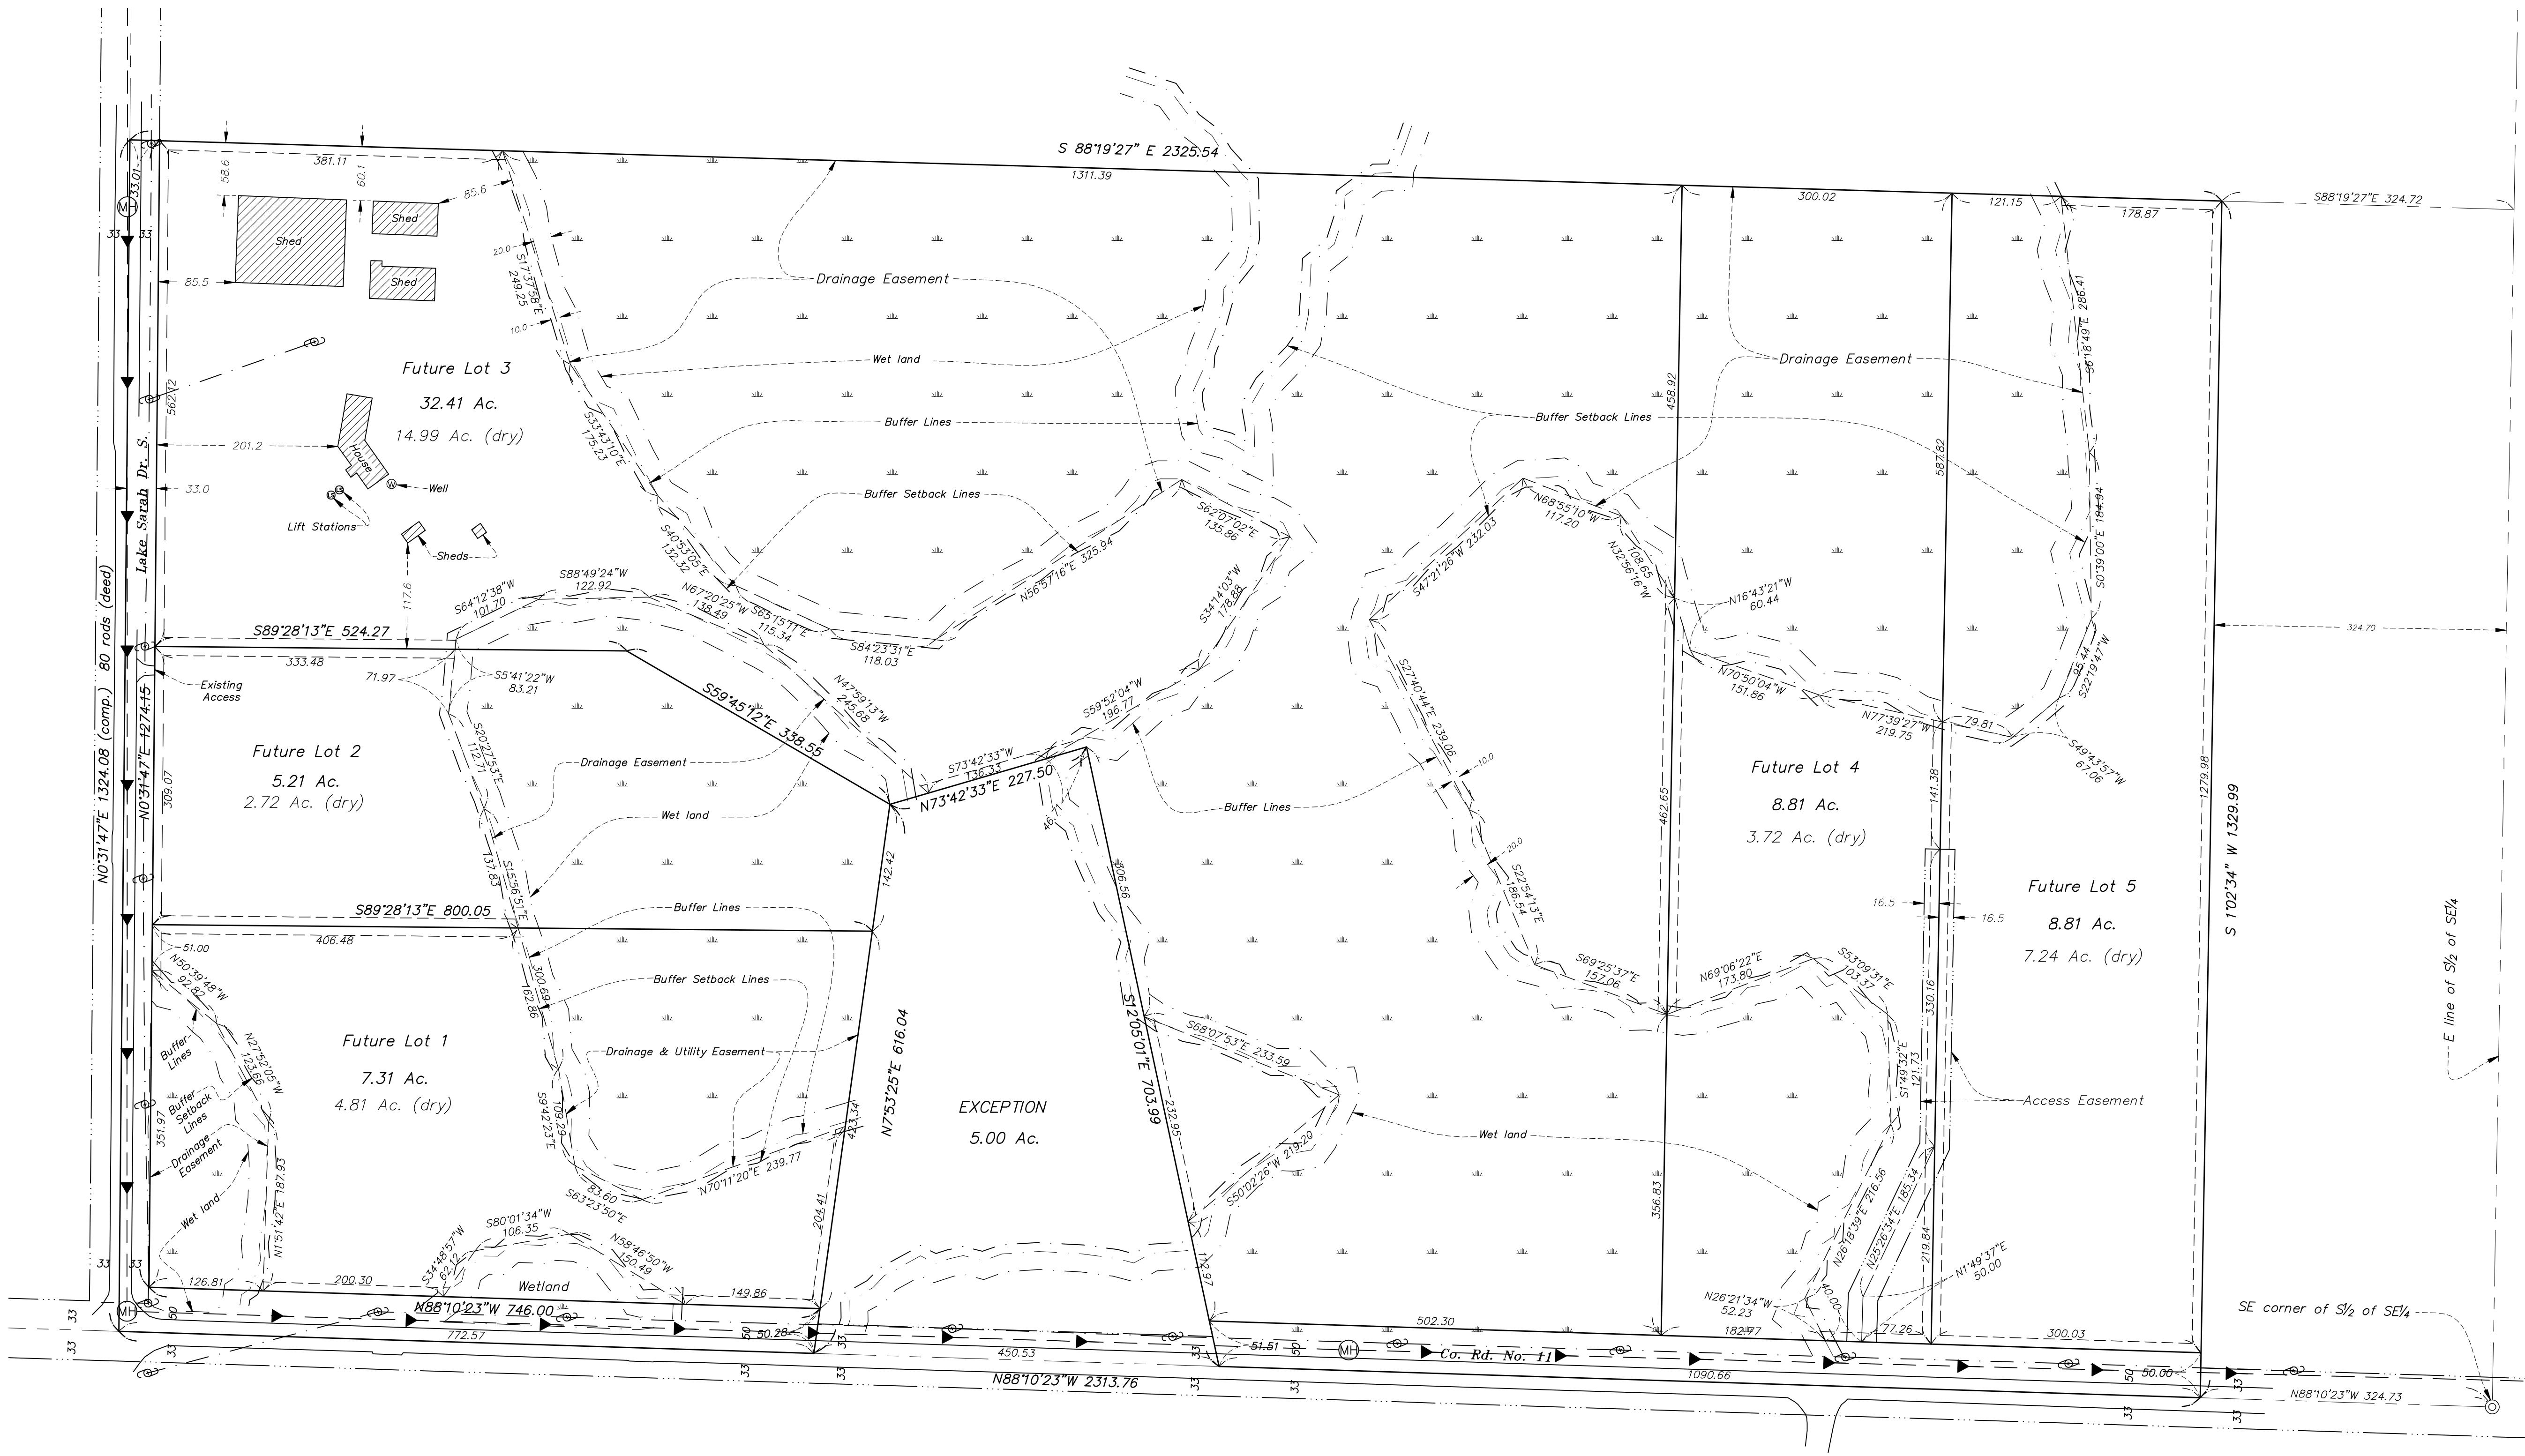 S 88°19'27" E 2325.54
381.11
1311.39
300.02
121.15
178.87
S88°19'27"E 324.72
33.01
58.6
60.1
85.6
MH
33
33
Shed
Shed
Shed
85.5
20.0
S17°37'58"E
249.25
10.0
Drainage Easement
Wet land
Future Lot 3
32.41 Ac.
14.99 Ac. (dry)
562.12
201.2
House
33.0
Well
W
Lift Stations
LS
LS
Sheds
117.6
S33°43'10"E
175.23
Buffer Lines
Buffer Setback Lines
S40°53'05"E
132.32
S62°07'02"E
135.86
N56°57'16"E 325.94
S34°14'03"W
178.88
S64°12'38"W
101.70
S88°49'24"W
122.92
N67°20'25"W
138.49
S65°15'11"E
115.34
S84°23'31"E
118.03
N47°59'13"W
245.68
S59°52'04"W
196.77
S73°42'33"W
136.33
N73°42'33"E 227.50
46.71
Drainage Easement
Buffer Setback Lines
458.92
587.82
S6°18'49"E 286.41
S0°39'00"E 184.94
S47°21'26"W 232.03
N68°55'10"W
117.20
N32°56'16"W
108.65
N16°43'21"W
60.44
N70°50'04"W
151.86
N77°39'27"W
219.75
79.81
95.44
S22°19'47"W
S49°43'57"W
67.06
324.70
1279.98
S 1°02'34" W 1329.99
E line of S½ of SE¼
Lake Sarah Dr. S.
80 rods (deed)
N0°31'47"E 1324.08 (comp.)
N0°31'47"E 1274.15
S89°28'13"E 524.27
333.48
71.97
S5°41'22"W
83.21
Existing
Access
309.07
S59°45'12"E 338.55
Future Lot 2
5.21 Ac.
2.72 Ac. (dry)
S20°27'53"E
112.71
137.83
S15°56'51"E
300.69
162.86
Drainage Easement
Wet land
142.42
S89°28'13"E 800.05
406.48
51.00
N50°39'48"W
92.82
Buffer Lines
Buffer Setback Lines
Buffer
Lines
N27°52'05"W
123.66
Buffer
Setback
Lines
Drainage
Easement
351.97
Wet land
N1°51'42"E 187.93
Future Lot 1
7.31 Ac.
4.81 Ac. (dry)
Drainage & Utility Easement
S9°42'23"E
109.29
83.60
S63°23'50"E
N70°11'20"E 239.77
423.34
204.41
N7°53'25"E 616.04
EXCEPTION
5.00 Ac.
306.56
S12°05'01"E 703.99
232.95
112.97
S68°07'53"E 233.59
S50°02'26"W 219.20
Buffer Lines
S27°40'44"E 239.06
10.0
20.0
S22°54'13"E
186.54
S69°25'37"E
157.06
462.65
356.83
Wet land
Future Lot 4
8.81 Ac.
3.72 Ac. (dry)
141.38
16.5
16.5
Future Lot 5
8.81 Ac.
7.24 Ac. (dry)
N69°06'22"E
173.80
S53°09'31"E
103.37
330.16
S1°49'32"E
121.73
Access Easement
N26°18'39"E 216.56
N25°26'34"E 185.34
219.84
N1°49'37"E
50.00
N26°21'34"W
52.23
40.00
SE corner of S½ of SE¼
126.81
200.30
S34°48'57"W
62.12
S80°01'34"W
106.35
N58°46'50"W
150.49
Wetland
149.86
N88°10'23"W 746.00
33
33
MH
50
33
33
33
772.57
50
50.28
33
33
33
450.53
N88°10'23"W 2313.76
51.51
33
50
33
33
502.30
MH
Co. Rd. No. 11
182.77
77.26
300.03
1090.66
50
50.00
33
33
33
N88°10'23"W 324.73